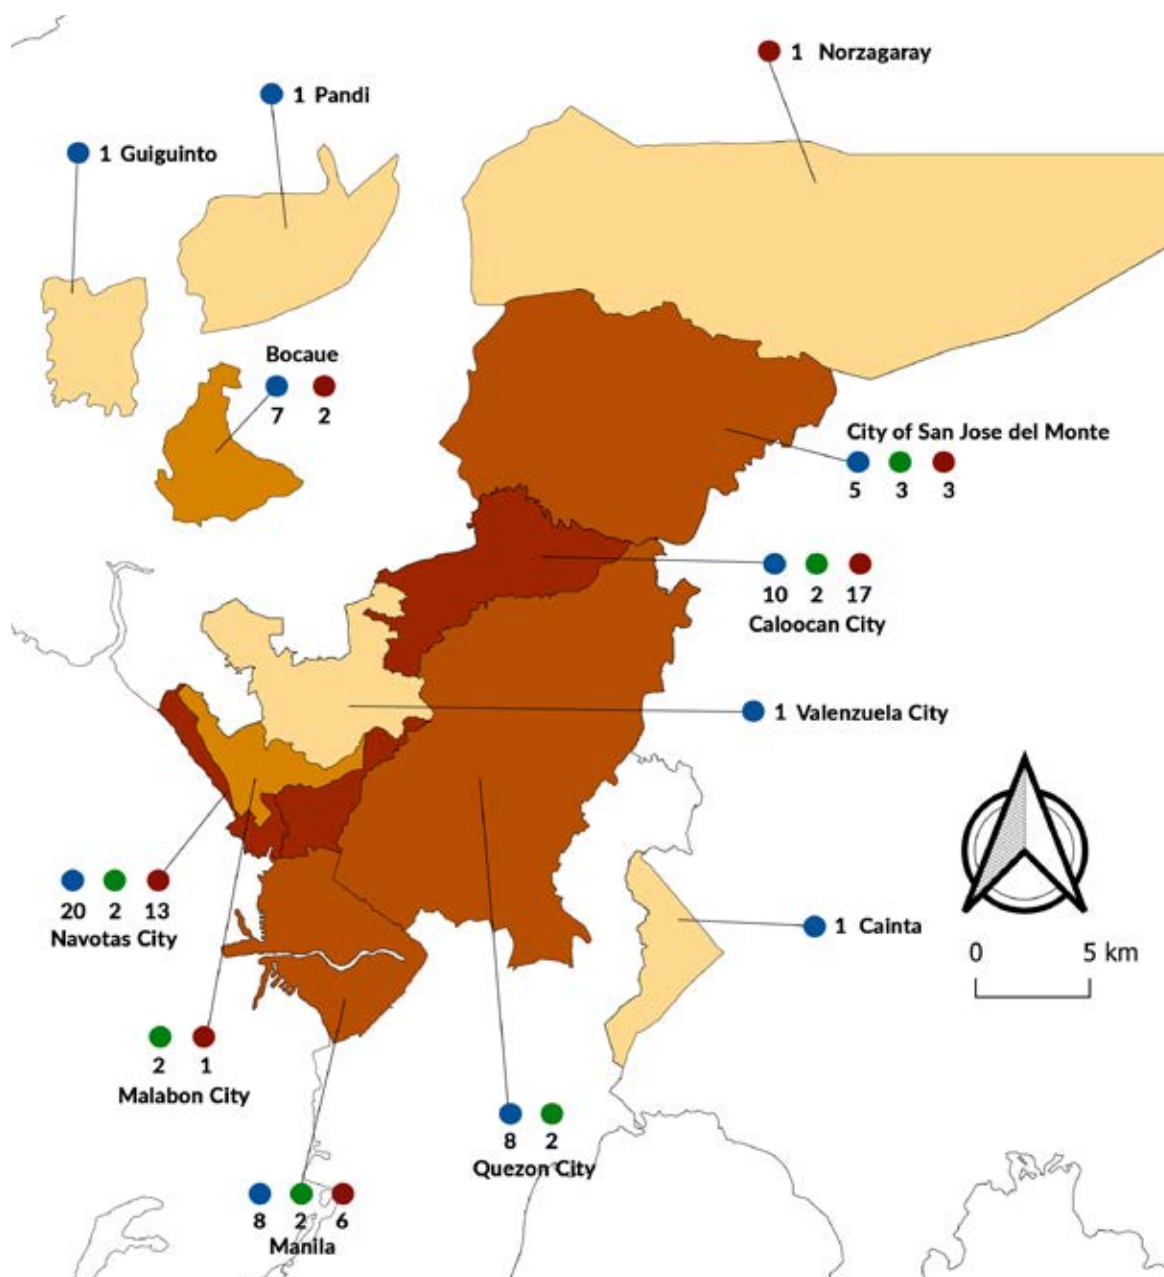 1 Norzagaray
1 Pandi
1 Guiguinto
Bocaue
7 2
City of San Jose del Monte
5 3 3
10 2 17
Caloocan City
1 Valenzuela City
20 2 13
Navotas City
1 Cainta
0 5 km
2 1
Malabon City
8 2
Quezon City
8 2 6
Manila